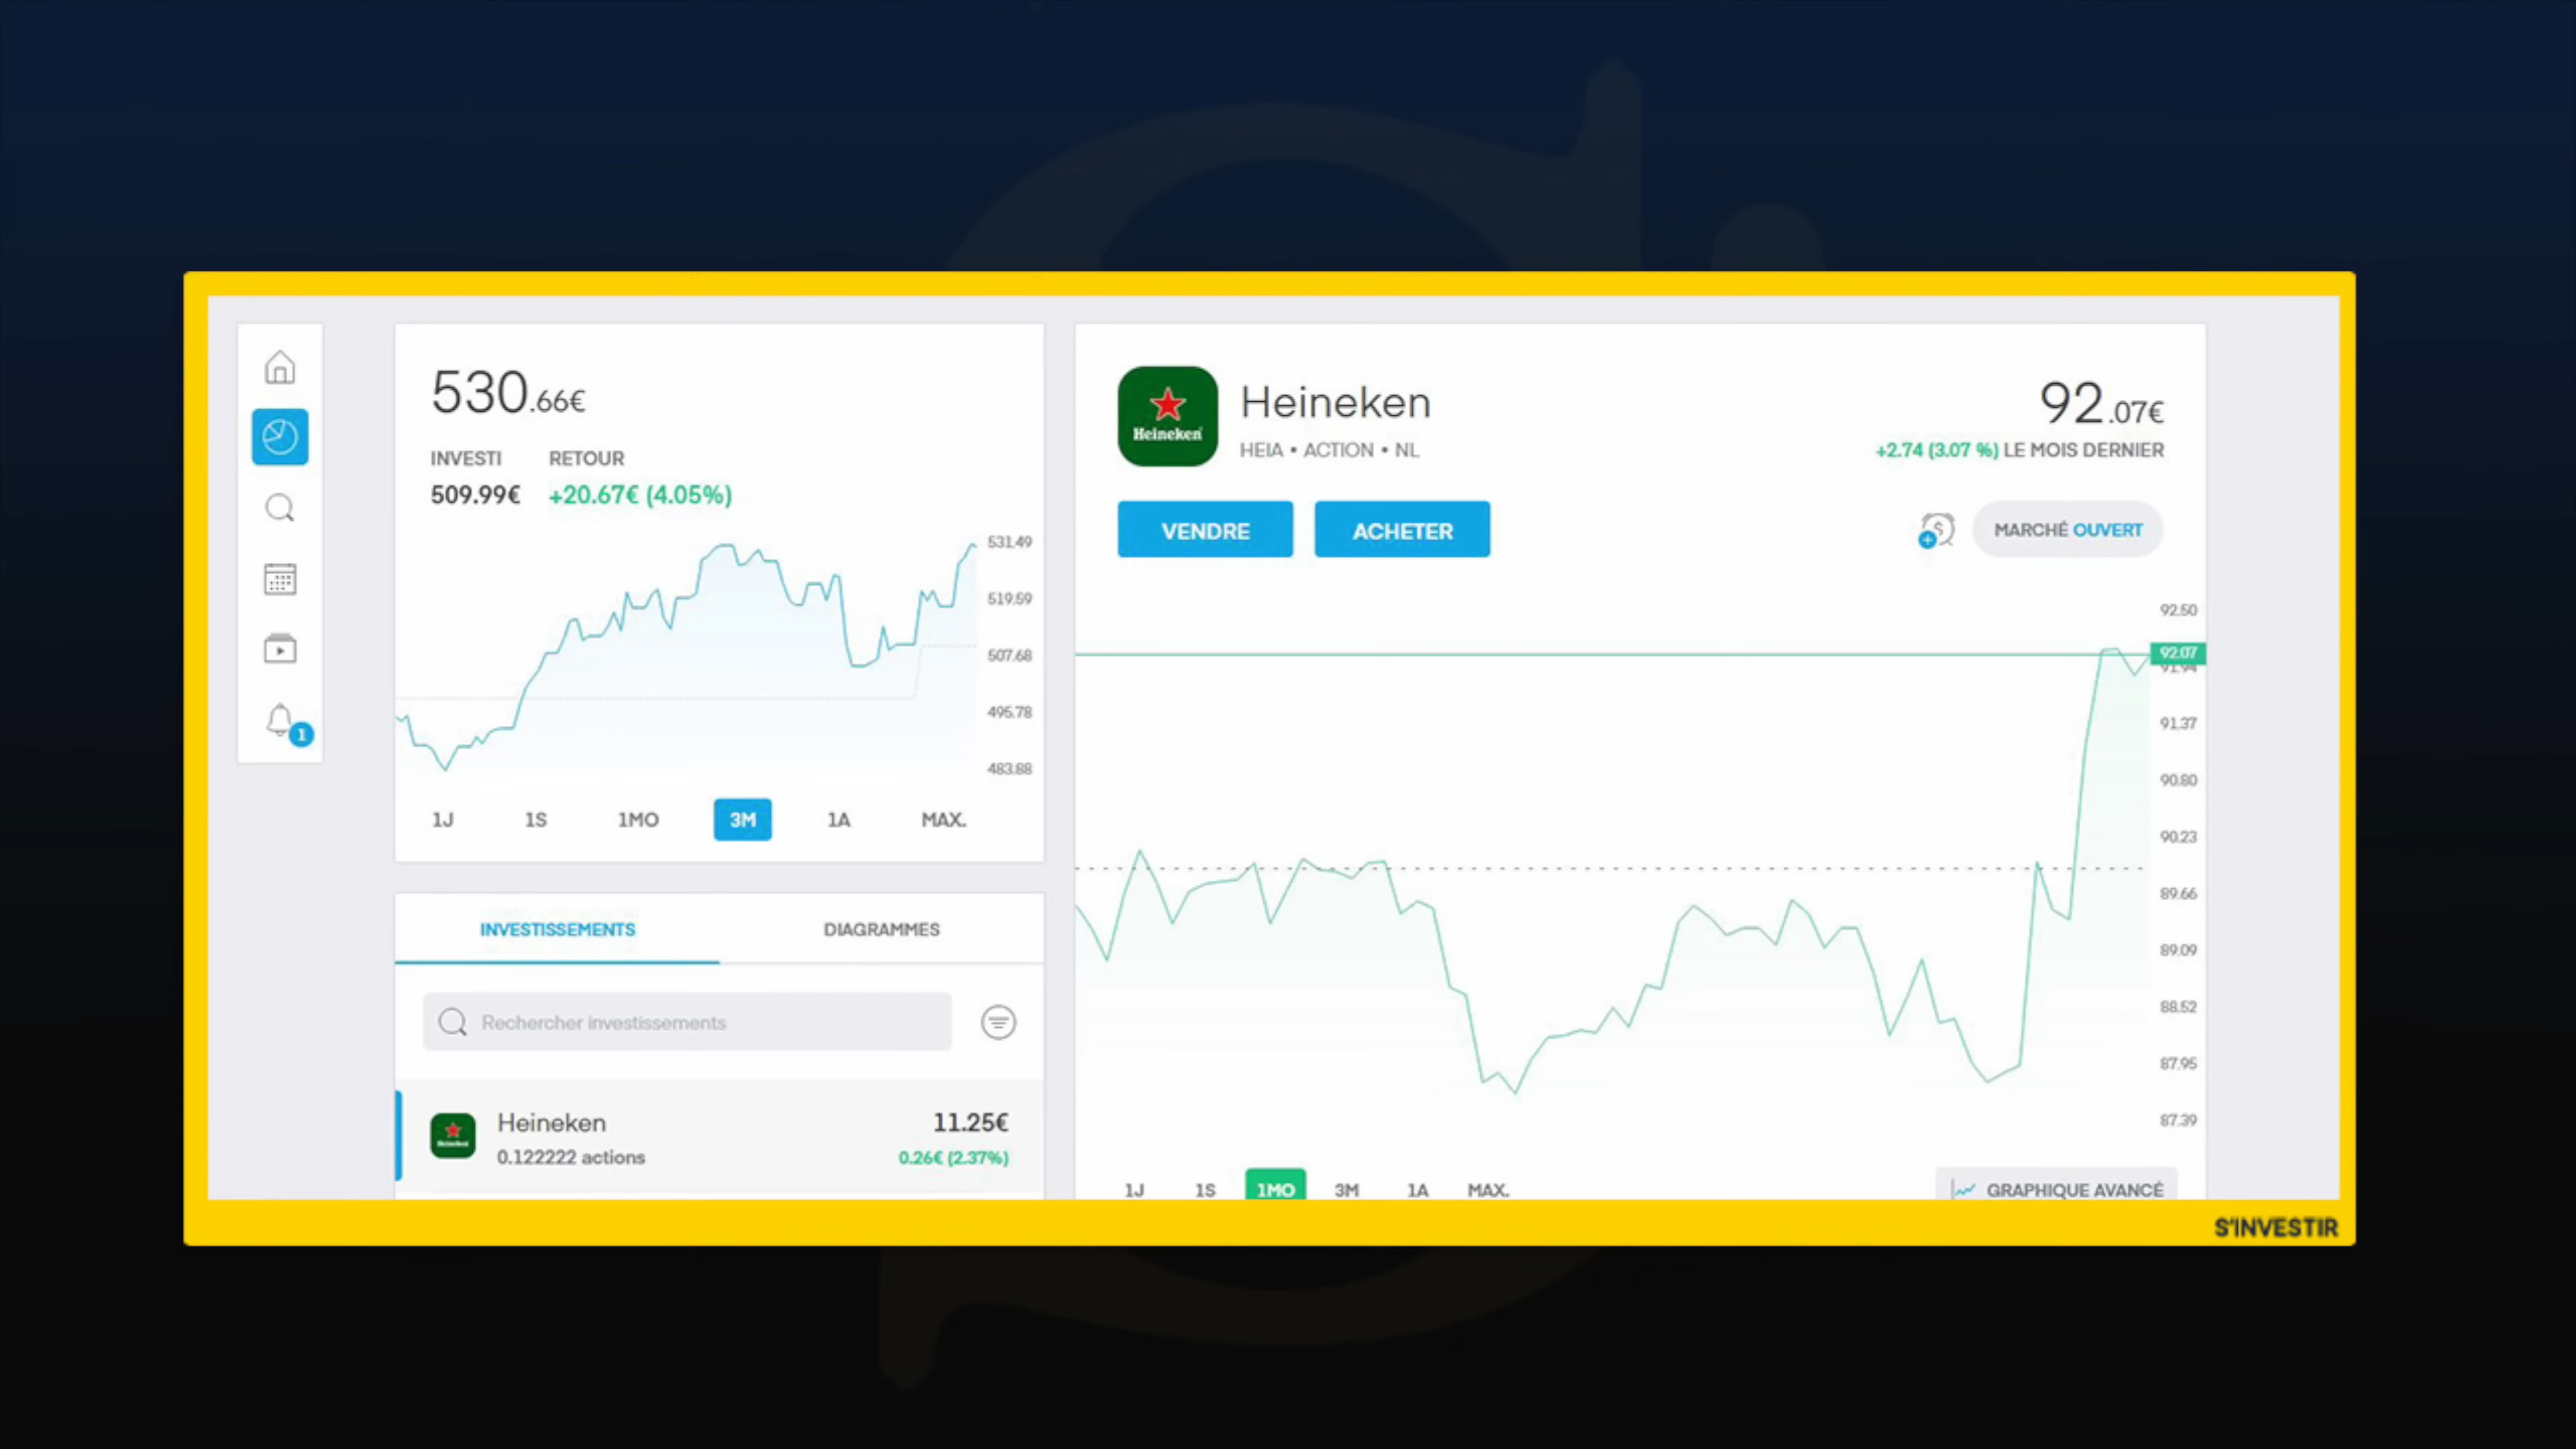 530.66€
INVESTI RETOUR
509.99€ +20.67€ (4.05%)
531.49
519.59
507.68
495.78
483.88
1J 1S 1MO 3M 1A MAX.
INVESTISSEMENTS DIAGRAMMES
Rechercher investissements
Heineken 11.25€
0.122222 actions 0.26€ (2.37%)
1
Heineken
Heineken
HEIA • ACTION • NL
92.07€
+2.74 (3.07 %) LE MOIS DERNIER
VENDRE ACHETER
MARCHÉ OUVERT
92.50
92.07
91.94
91.37
90.80
90.23
89.66
89.09
88.52
87.95
87.39
1J 1S 1MO 3M 1A MAX.
GRAPHIQUE AVANCÉ
S'INVESTIR